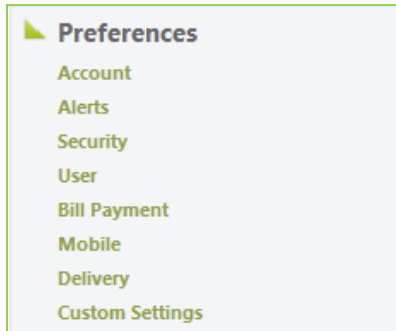 Preferences
Account
Alerts
Security
User
Bill Payment
Mobile
Delivery
Custom Settings